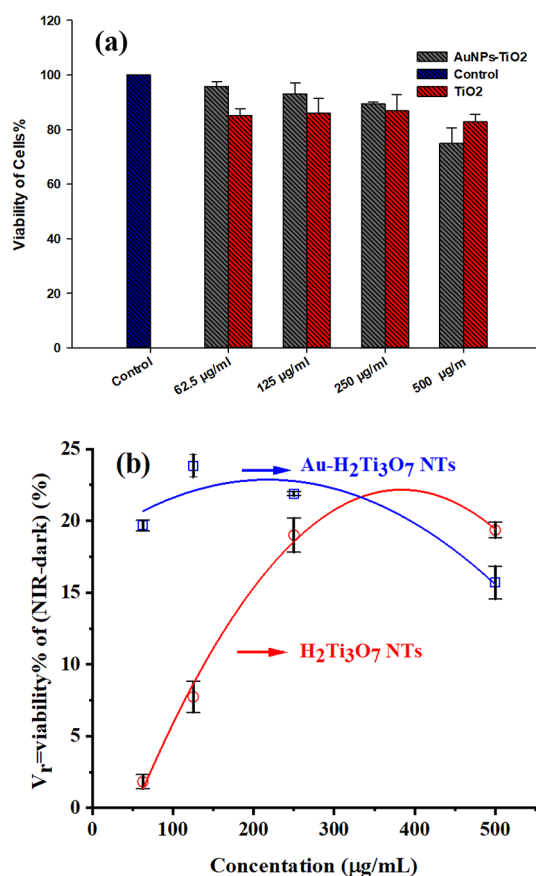 (a)
120
100
80
60
40
20
0
Viability of Cells%
AuNPs-TiO2
Control
TiO2
Control
62.5 µg/ml
125 µg/ml
250 µg/ml
500 µg/m
(b)
25
20
15
10
5
0
Vr=viability% of (NIR-dark) (%)
Au-H2Ti3O7 NTs
H2Ti3O7 NTs
0 100 200 300 400 500
Concentation (µg/mL)